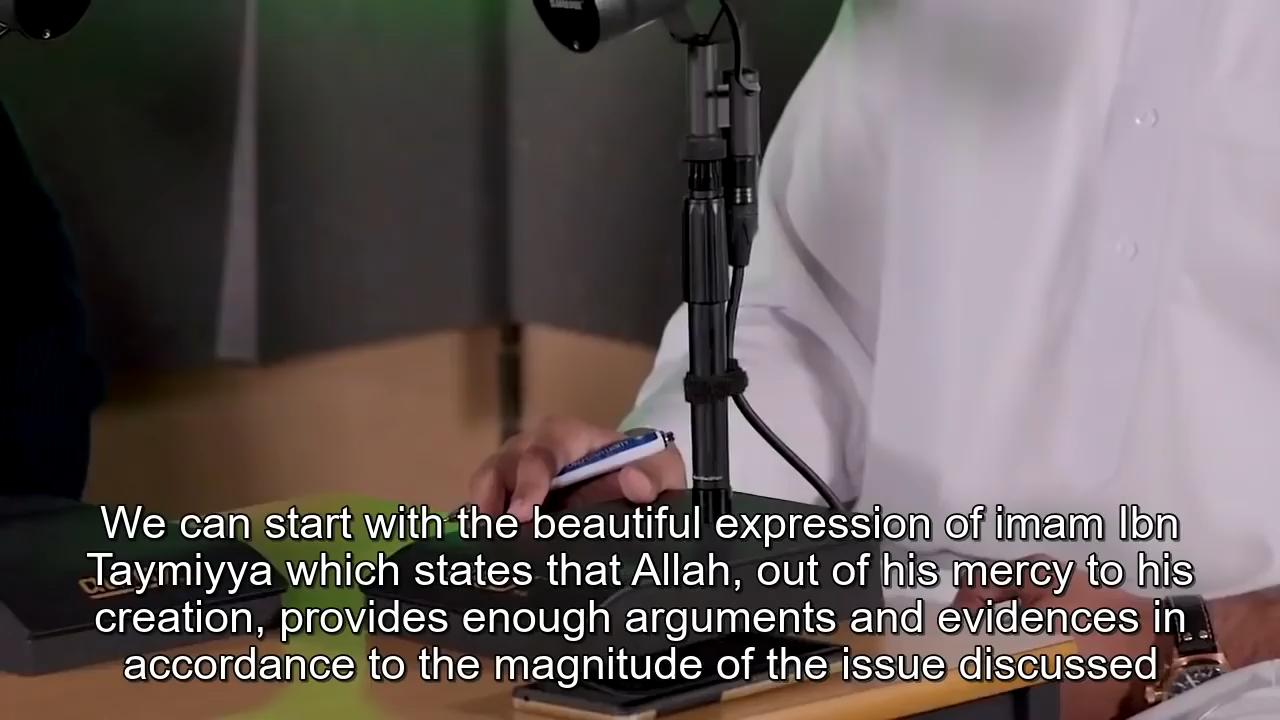 We can start with the beautiful expression of imam Ibn
Taymiyya which states that Allah, out of his mercy to his
creation, provides enough arguments and evidences in
accordance to the magnitude of the issue discussed